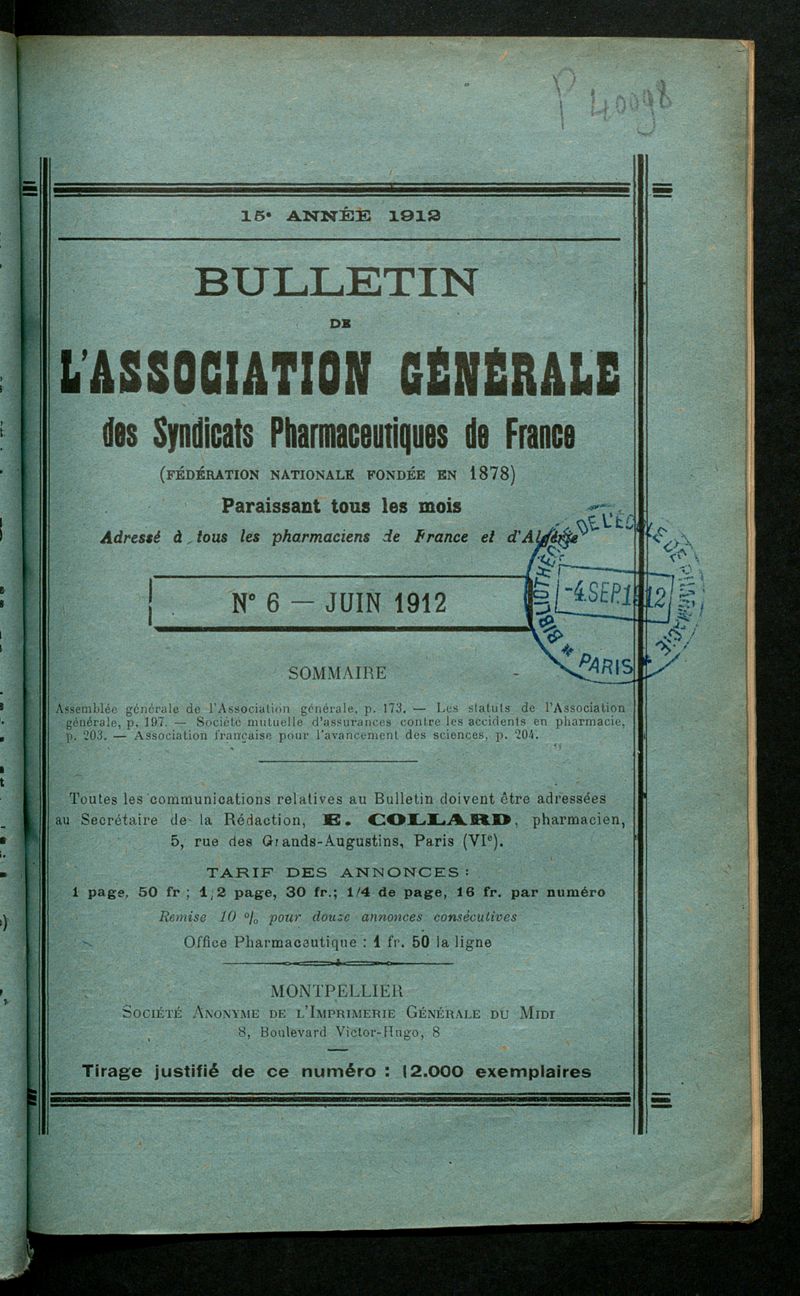 P 40098
15e ANNÉE 1912
BULLETIN
DE
L'ASSOCIATION GÉNÉRALE
des Syndicats Pharmaceutiques de France
(FÉDÉRATION NATIONALE FONDÉE EN 1878)
Paraissant tous les mois
Adressé à tous les pharmaciens de France et d'Algérie
N° 6 — JUIN 1912
BIBLIOTHÈQUE DE L'ÉCOLE DE PHARMACIE
-4.SEP.1912
* PARIS *
SOMMAIRE
Assemblée générale de l'Association générale, p. 173. — Les statuts de l'Association
générale, p. 197. — Société mutuelle d'assurances contre les accidents en pharmacie,
p. 203. — Association française pour l'avancement des sciences, p. 204.
Toutes les communications relatives au Bulletin doivent être adressées
au Secrétaire de la Rédaction, E. COLLARD, pharmacien,
5, rue des Grands-Augustins, Paris (VIe).
TARIF DES ANNONCES :
1 page, 50 fr ; 1/2 page, 30 fr.; 1/4 de page, 16 fr. par numéro
Remise 10 % pour douze annonces consécutives
Office Pharmaceutique : 1 fr. 50 la ligne
MONTPELLIER
SOCIÉTÉ ANONYME DE L'IMPRIMERIE GÉNÉRALE DU MIDI
8, Boulevard Victor-Hugo, 8
Tirage justifié de ce numéro : 12.000 exemplaires